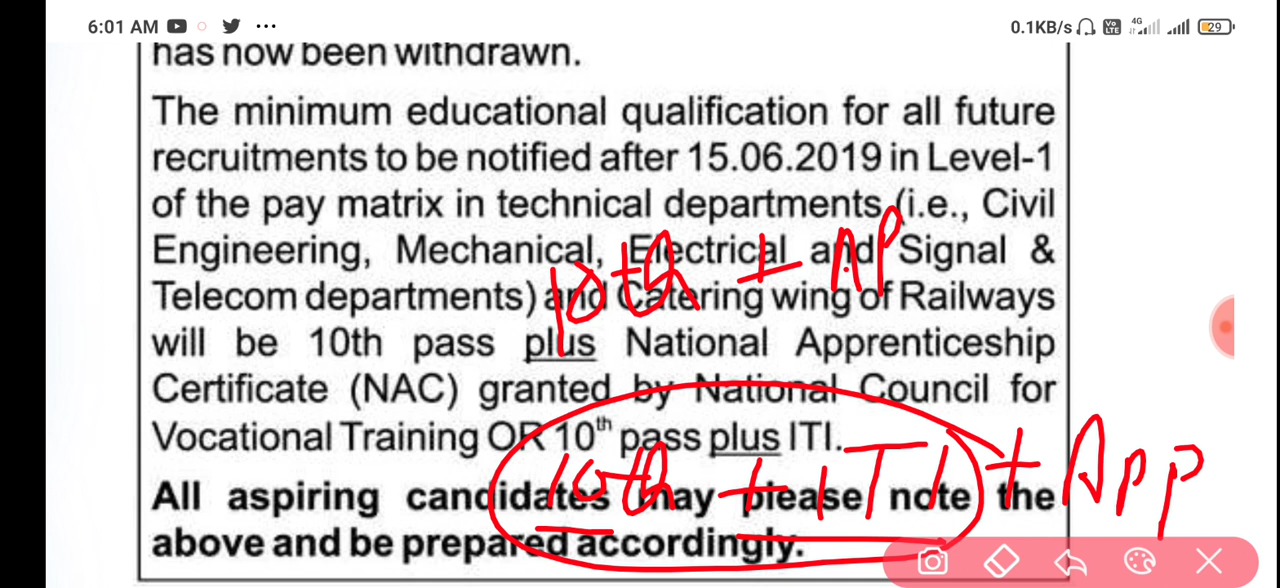 6:01 AM ... 0.1KB/s Vo LTE 4G 29
has now been withdrawn.
The minimum educational qualification for all future
recruitments to be notified after 15.06.2019 in Level-1
of the pay matrix in technical departments (i.e., Civil
Engineering, Mechanical, Electrical and Signal &
10th + AP
Telecom departments) and Catering wing of Railways
will be 10th pass plus National Apprenticeship
Certificate (NAC) granted by National Council for
Vocational Training OR 10th pass plus ITI.
10th + ITI + App
All aspiring candidates may please note the
above and be prepared accordingly.